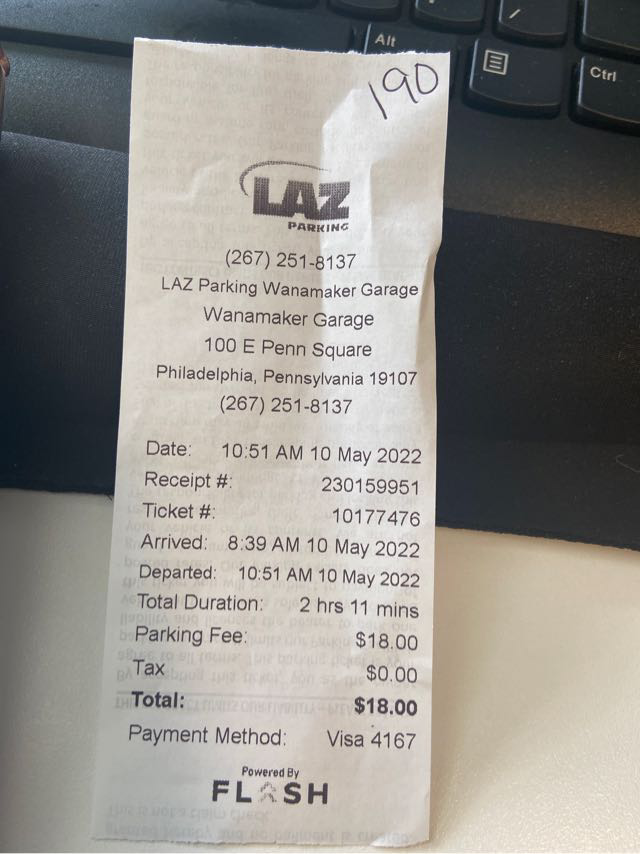 Alt
Ctrl
190
LAZ
PARKING
(267) 251-8137
LAZ Parking Wanamaker Garage
Wanamaker Garage
100 E Penn Square
Philadelphia, Pennsylvania 19107
(267) 251-8137
Date: 10:51 AM 10 May 2022
Receipt #: 230159951
Ticket #: 10177476
Arrived: 8:39 AM 10 May 2022
Departed: 10:51 AM 10 May 2022
Total Duration: 2 hrs 11 mins
Parking Fee: $18.00
Tax $0.00
Total: $18.00
Payment Method: Visa 4167
Powered By
FLASH